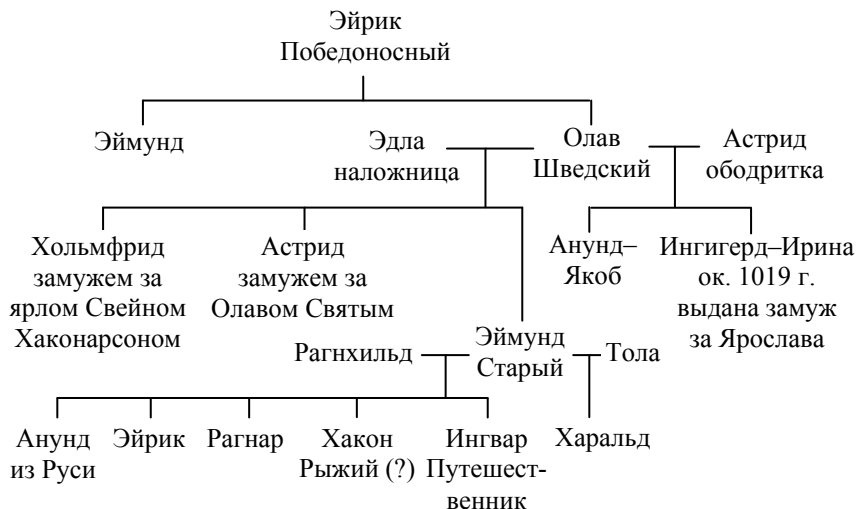 Эйрик
Победоносный
Эймунд
Эдла
наложница
Олав
Шведский
Астрид
ободритка
Хольмфрид
замужем за
ярлом Свейном
Хаконарсоном
Астрид
замужем за
Олавом Святым
Анунд–
Якоб
Ингигерд–Ирина
ок. 1019 г.
выдана замуж
за Ярослава
Рагнхильд
Эймунд
Старый
Тола
Анунд
из Руси
Эйрик
Рагнар
Хакон
Рыжий (?)
Ингвар
Путешест-
венник
Харальд